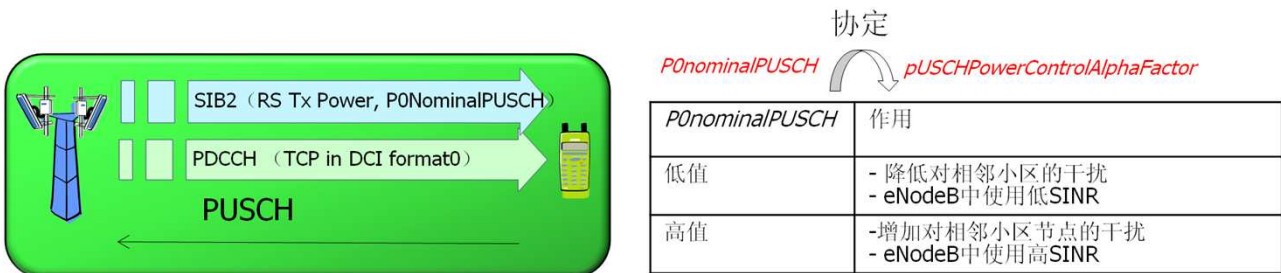 SIB2（RS Tx Power, P0NominalPUSCH）
PDCCH （TCP in DCI format0）
PUSCH
协定
P0nominalPUSCH
pUSCHPowerControlAlphaFactor
P0nominalPUSCH 作用
低值
- 降低对相邻小区的干扰
- eNodeB中使用低SINR
高值
-增加对相邻小区节点的干扰
- eNodeB中使用高SINR